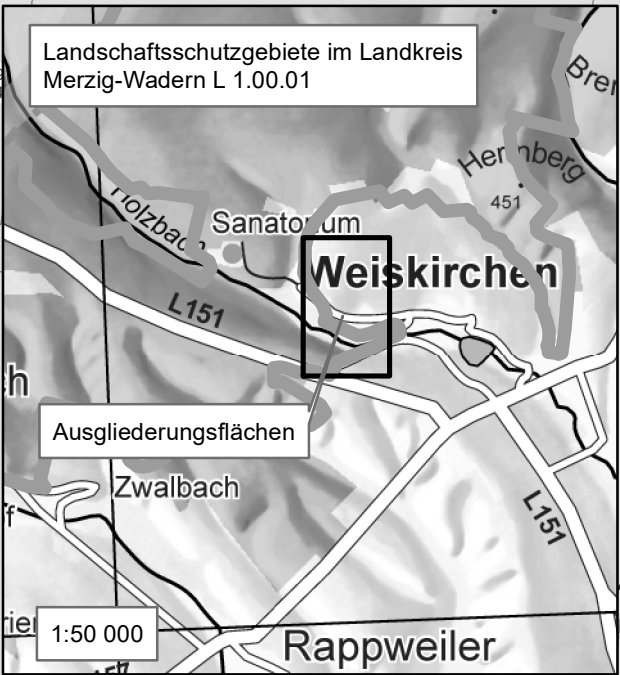 Landschaftsschutzgebiete im Landkreis
Merzig-Wadern L 1.00.01
Holzbach
Sanatorium
451
Weiskirchen
L151
Ausgliederungsflächen
Zwalbach
L151
1:50 000
Rappweiler